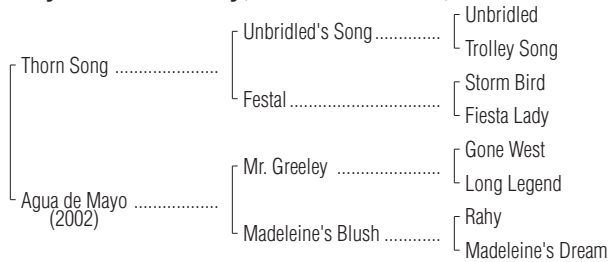 Unbridled
Unbridled's Song
Trolley Song
Thorn Song
Storm Bird
Festal
Fiesta Lady
Gone West
Mr. Greeley
Long Legend
Agua de Mayo
(2002)
Rahy
Madeleine's Blush
Madeleine's Dream